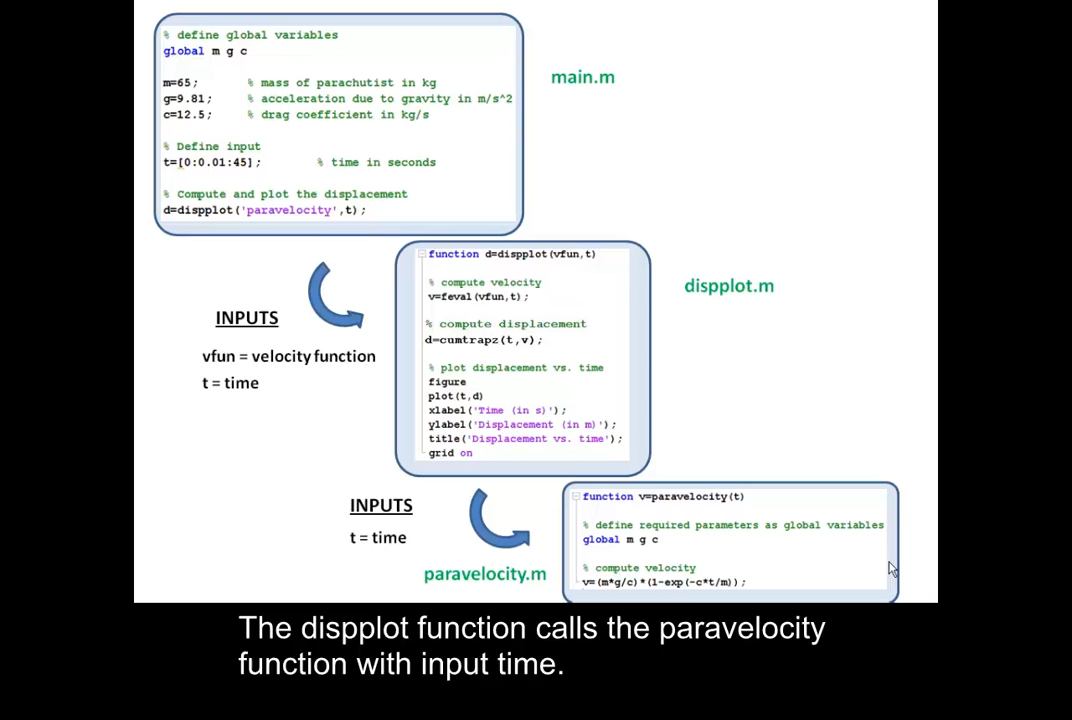 % define global variables
global m g c
m=65; % mass of parachutist in kg
g=9.81; % acceleration due to gravity in m/s^2
c=12.5; % drag coefficient in kg/s
% Define input
t=[0:0.01:45]; % time in seconds
% Compute and plot the displacement
d=dispplot('paravelocity',t);
main.m
function d=dispplot(vfun,t)
% compute velocity
v=feval(vfun,t);
% compute displacement
d=cumtrapz(t,v);
% plot displacement vs. time
figure
plot(t,d)
xlabel('Time (in s)');
ylabel('Displacement (in m)');
title('Displacement vs. time');
grid on
dispplot.m
INPUTS
vfun = velocity function
t = time
INPUTS
t = time
paravelocity.m
function v=paravelocity(t)
% define required parameters as global variables
global m g c
% compute velocity
v=(m*g/c)*(1-exp(-c*t/m));
The dispplot function calls the paravelocity
function with input time.